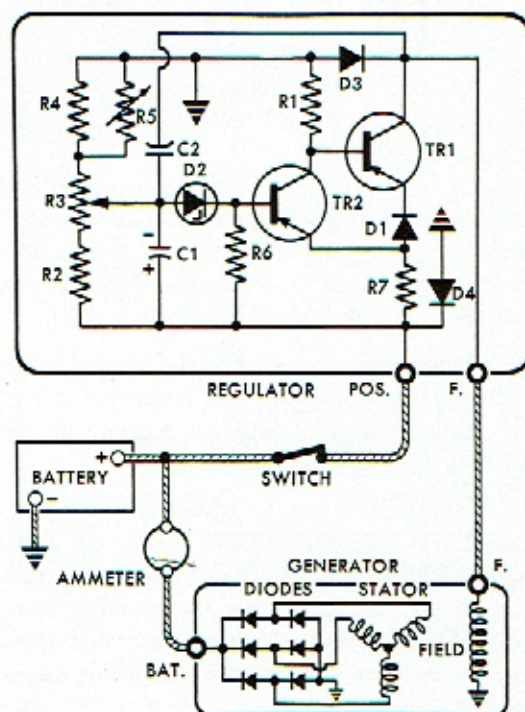 D3
R4
R5
R1
C2
TR1
D2
R3
TR2
D1
-
C1
+
R6
R2
R7
D4
REGULATOR POS. F.
+
BATTERY
-
SWITCH
GENERATOR F.
AMMETER
DIODES STATOR
FIELD
BAT.